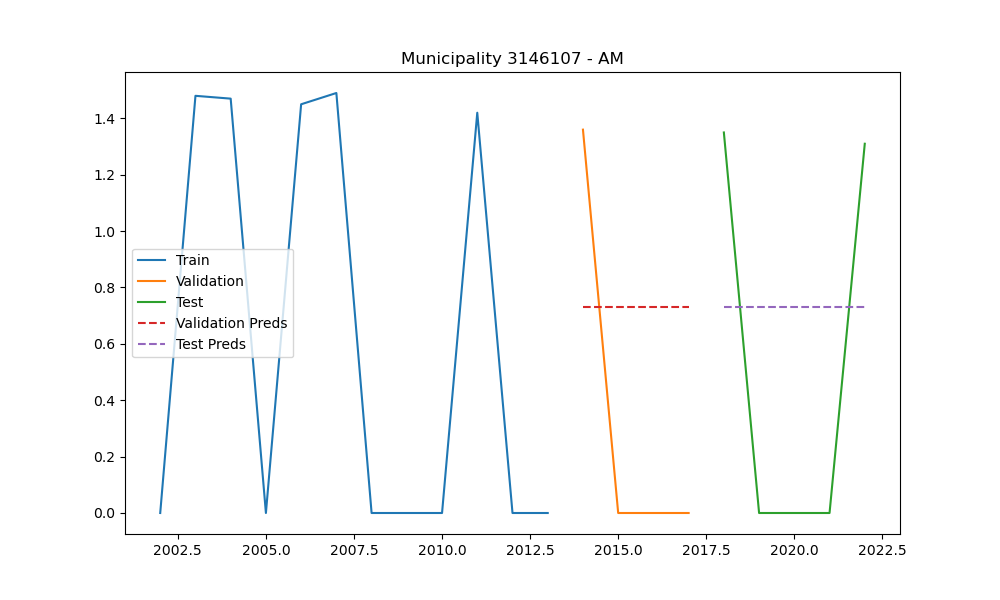 Municipality 3146107 - AM
1.4
1.2
1.0
0.8
0.6
0.4
0.2
0.0
Train
Validation
Test
Validation Preds
Test Preds
2002.5 2005.0 2007.5 2010.0 2012.5 2015.0 2017.5 2020.0 2022.5